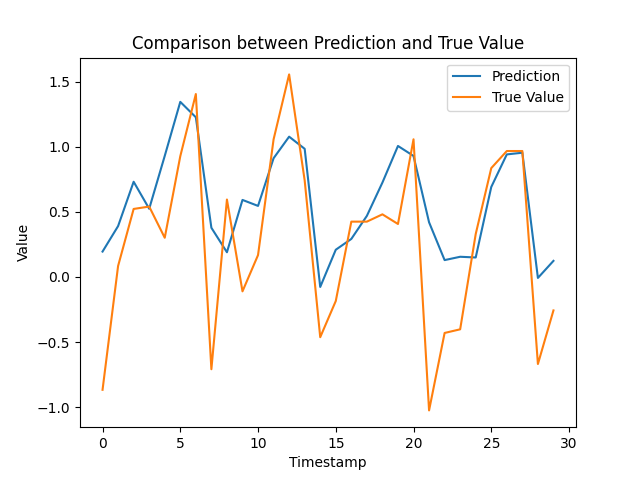 Comparison between Prediction and True Value
Prediction
True Value
1.5
1.0
0.5
0.0
−0.5
−1.0
Value
0 5 10 15 20 25 30
Timestamp